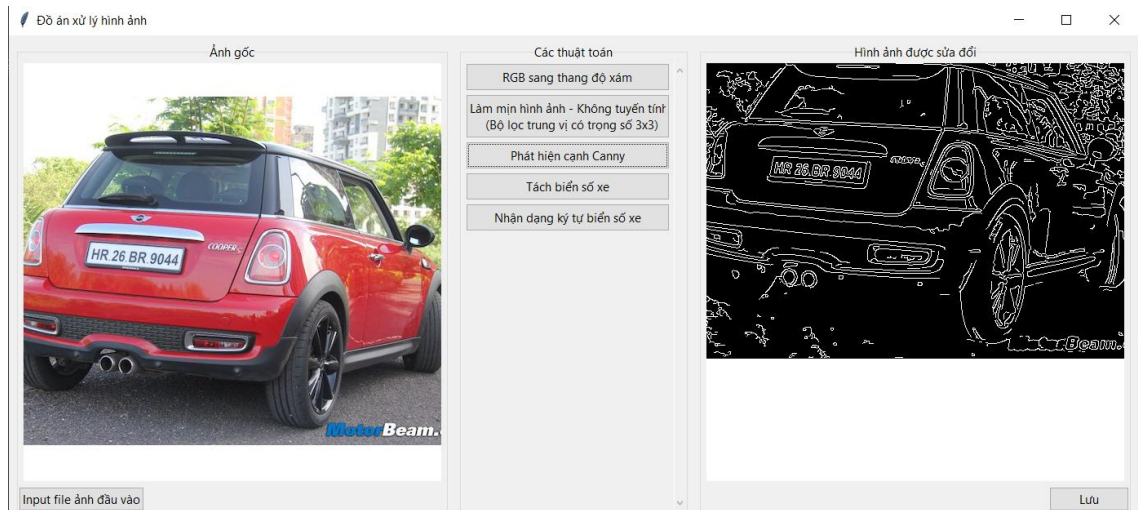 Đồ án xử lý hình ảnh
Ảnh gốc
COOPER S
HR.26.BR.9044
MotorBeam.
Input file ảnh đầu vào
Các thuật toán
RGB sang thang độ xám
Làm mịn hình ảnh - Không tuyến tính
(Bộ lọc trung vị có trọng số 3x3)
Phát hiện cạnh Canny
Tách biển số xe
Nhận dạng ký tự biển số xe
Hình ảnh được sửa đổi
HR 26.BR 9044
MotorBeam.
Lưu